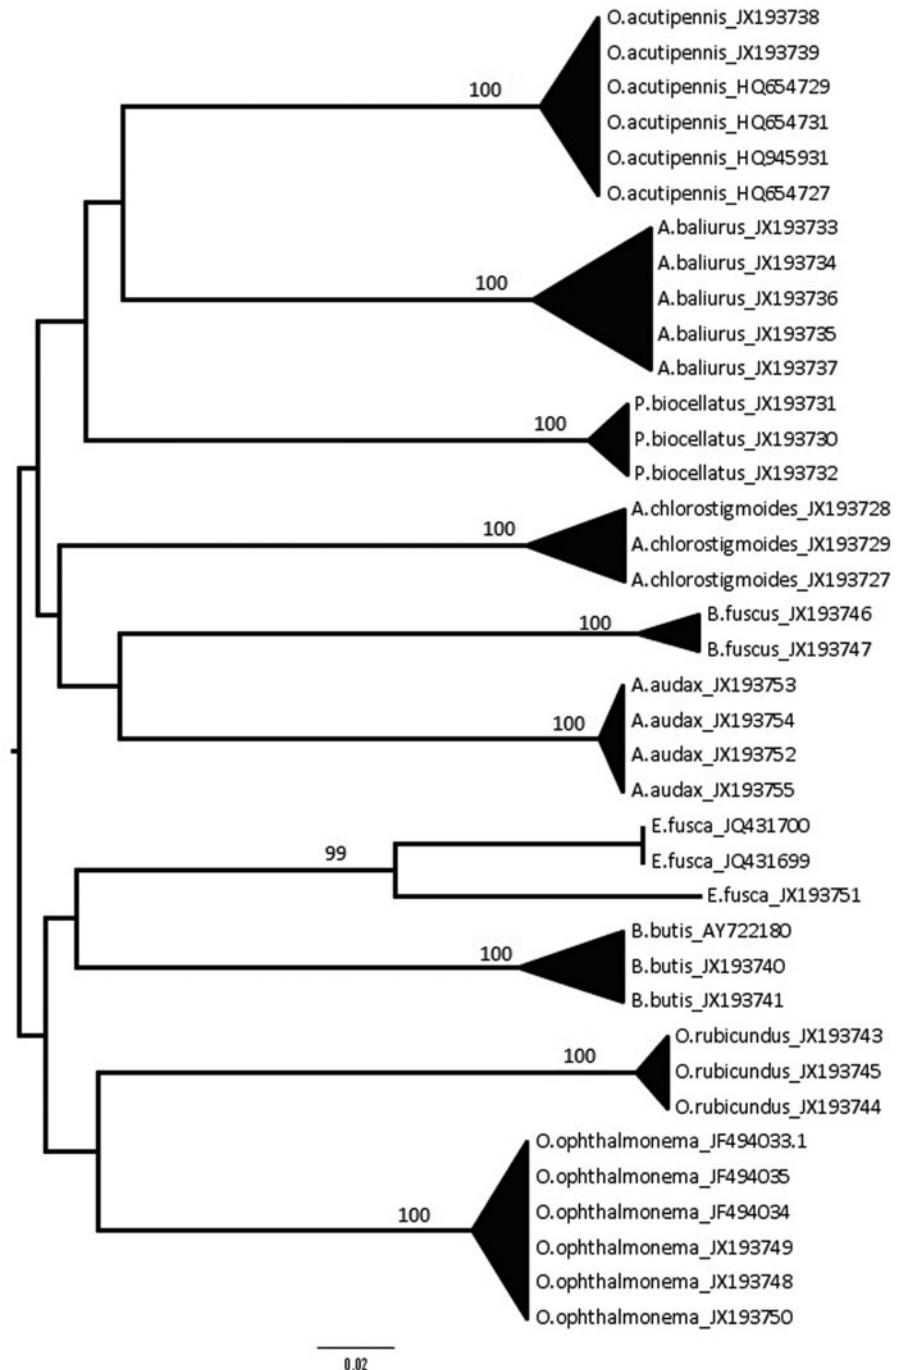 O.acutipennis_JX193738
O.acutipennis_JX193739
100
O.acutipennis_HQ654729
O.acutipennis_HQ654731
O.acutipennis_HQ945931
O.acutipennis_HQ654727
A.baliurus_JX193733
A.baliurus_JX193734
100
A.baliurus_JX193736
A.baliurus_JX193735
A.baliurus_JX193737
P.biocellatus_JX193731
100
P.biocellatus_JX193730
P.biocellatus_JX193732
A.chlorostigmoides_JX193728
100
A.chlorostigmoides_JX193729
A.chlorostigmoides_JX193727
B.fuscus_JX193746
100
B.fuscus_JX193747
A.audax_JX193753
A.audax_JX193754
100
A.audax_JX193752
A.audax_JX193755
E.fusca_JQ431700
99
E.fusca_JQ431699
E.fusca_JX193751
B.butis_AY722180
100
B.butis_JX193740
B.butis_JX193741
O.rubicundus_JX193743
100
O.rubicundus_JX193745
O.rubicundus_JX193744
O.ophthalmonema_JF494033.1
O.ophthalmonema_JF494035
O.ophthalmonema_JF494034
100
O.ophthalmonema_JX193749
O.ophthalmonema_JX193748
O.ophthalmonema_JX193750
0.02